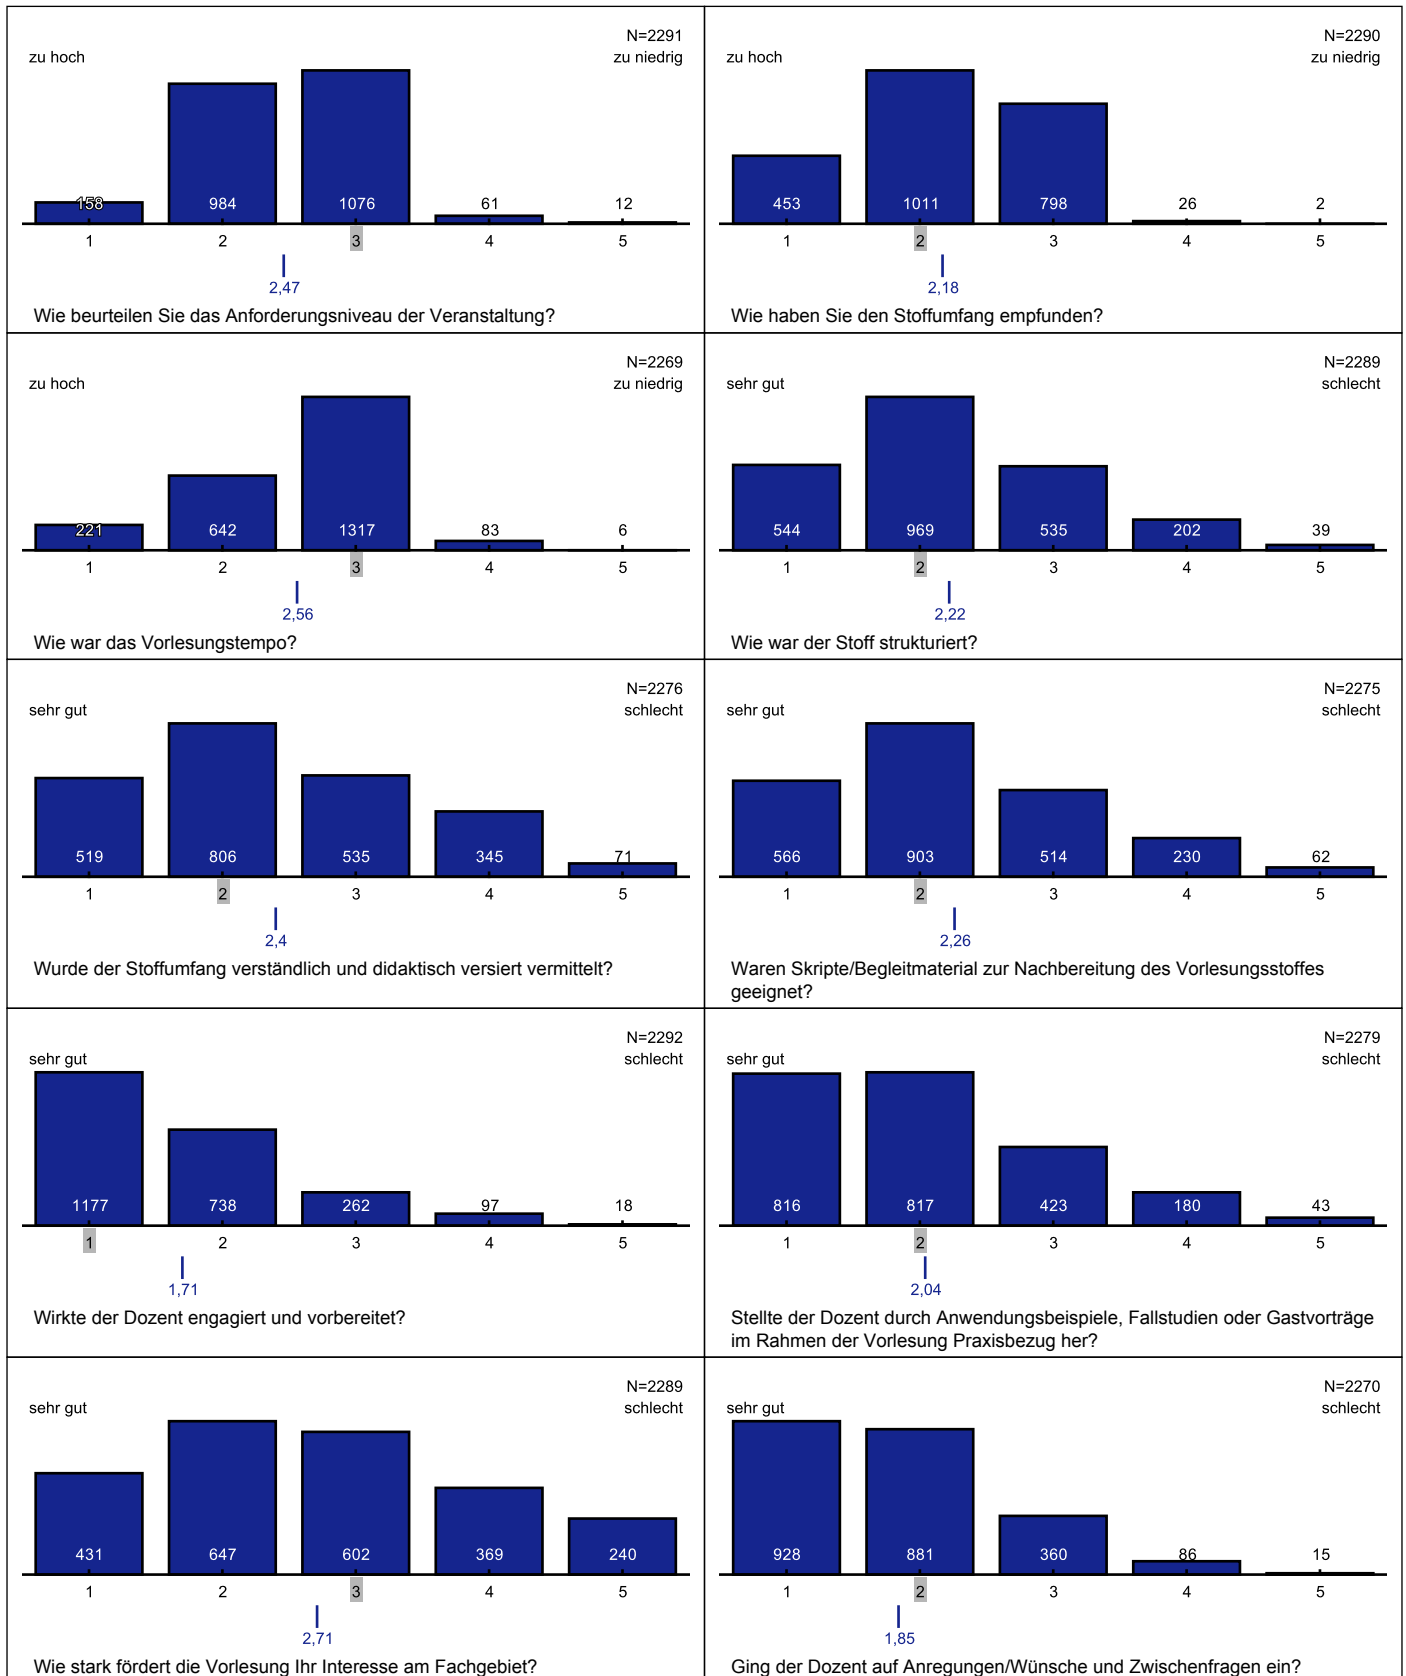 N=2291
zu hoch zu niedrig
158 984 1076 61 12
1 2 3 4 5
2,47
Wie beurteilen Sie das Anforderungsniveau der Veranstaltung?
N=2290
zu hoch zu niedrig
453 1011 798 26 2
1 2 3 4 5
2,18
Wie haben Sie den Stoffumfang empfunden?
N=2269
zu hoch zu niedrig
221 642 1317 83 6
1 2 3 4 5
2,56
Wie war das Vorlesungstempo?
N=2289
sehr gut schlecht
544 969 535 202 39
1 2 3 4 5
2,22
Wie war der Stoff strukturiert?
N=2276
sehr gut schlecht
519 806 535 345 71
1 2 3 4 5
2,4
Wurde der Stoffumfang verständlich und didaktisch versiert vermittelt?
N=2275
sehr gut schlecht
566 903 514 230 62
1 2 3 4 5
2,26
Waren Skripte/Begleitmaterial zur Nachbereitung des Vorlesungsstoffes
geeignet?
N=2292
sehr gut schlecht
1177 738 262 97 18
1 2 3 4 5
1,71
Wirkte der Dozent engagiert und vorbereitet?
N=2279
sehr gut schlecht
816 817 423 180 43
1 2 3 4 5
2,04
Stellte der Dozent durch Anwendungsbeispiele, Fallstudien oder Gastvorträge
im Rahmen der Vorlesung Praxisbezug her?
N=2289
sehr gut schlecht
431 647 602 369 240
1 2 3 4 5
2,71
Wie stark fördert die Vorlesung Ihr Interesse am Fachgebiet?
N=2270
sehr gut schlecht
928 881 360 86 15
1 2 3 4 5
1,85
Ging der Dozent auf Anregungen/Wünsche und Zwischenfragen ein?